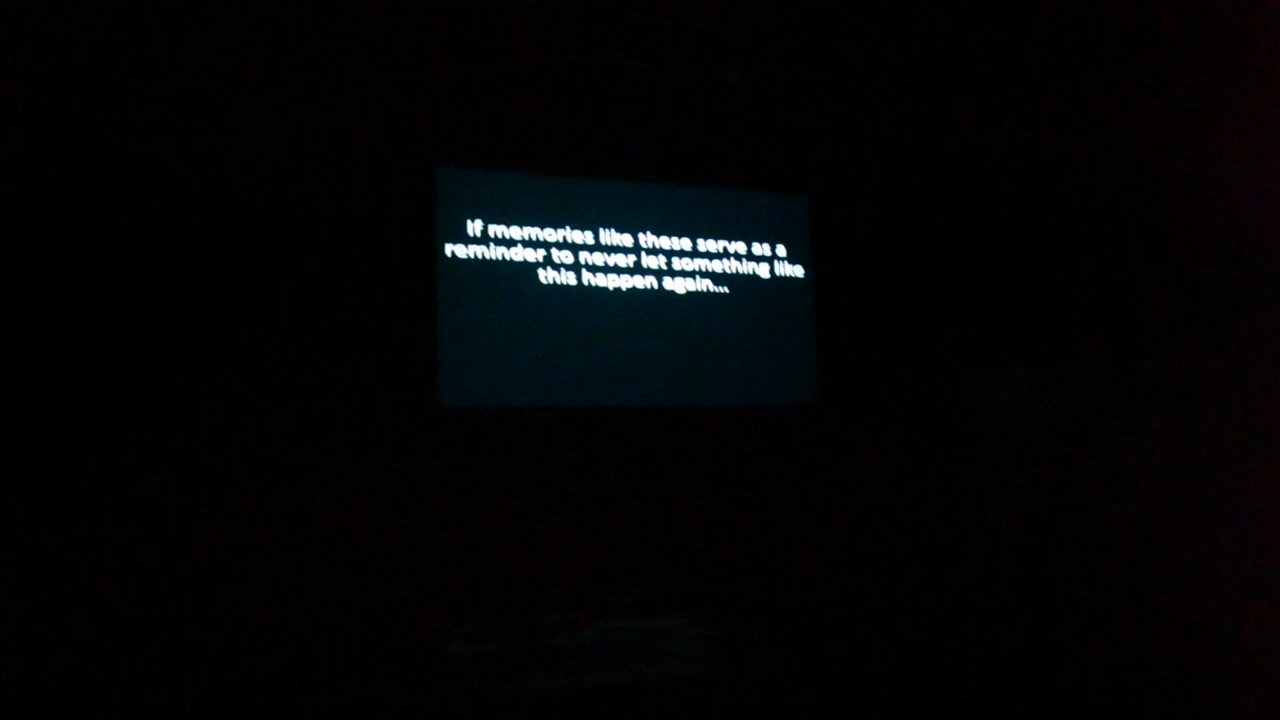 If memories like these serve as a
reminder to never let something like
this happen again...